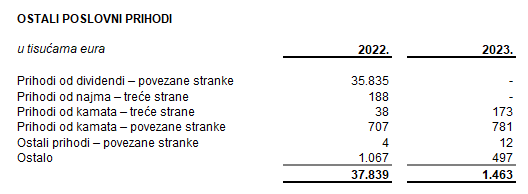 OSTALI POSLOVNI PRIHODI
u tisućama eura 2022. 2023.
Prihodi od dividendi – povezane stranke 35.835 -
Prihodi od najma – treće strane 188 -
Prihodi od kamata – treće strane 38 173
Prihodi od kamata – povezane stranke 707 781
Ostali prihodi – povezane stranke 4 12
Ostalo 1.067 497
37.839 1.463